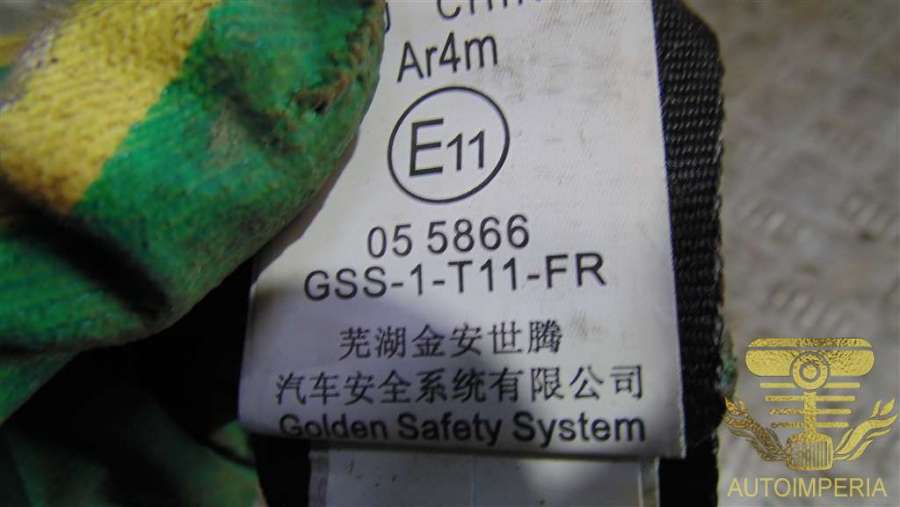 Ar4m
E11
05 5866
GSS-1-T11-FR
芜湖金安世腾
汽车安全系统有限公司
Golden Safety System
AUTOIMPERIA